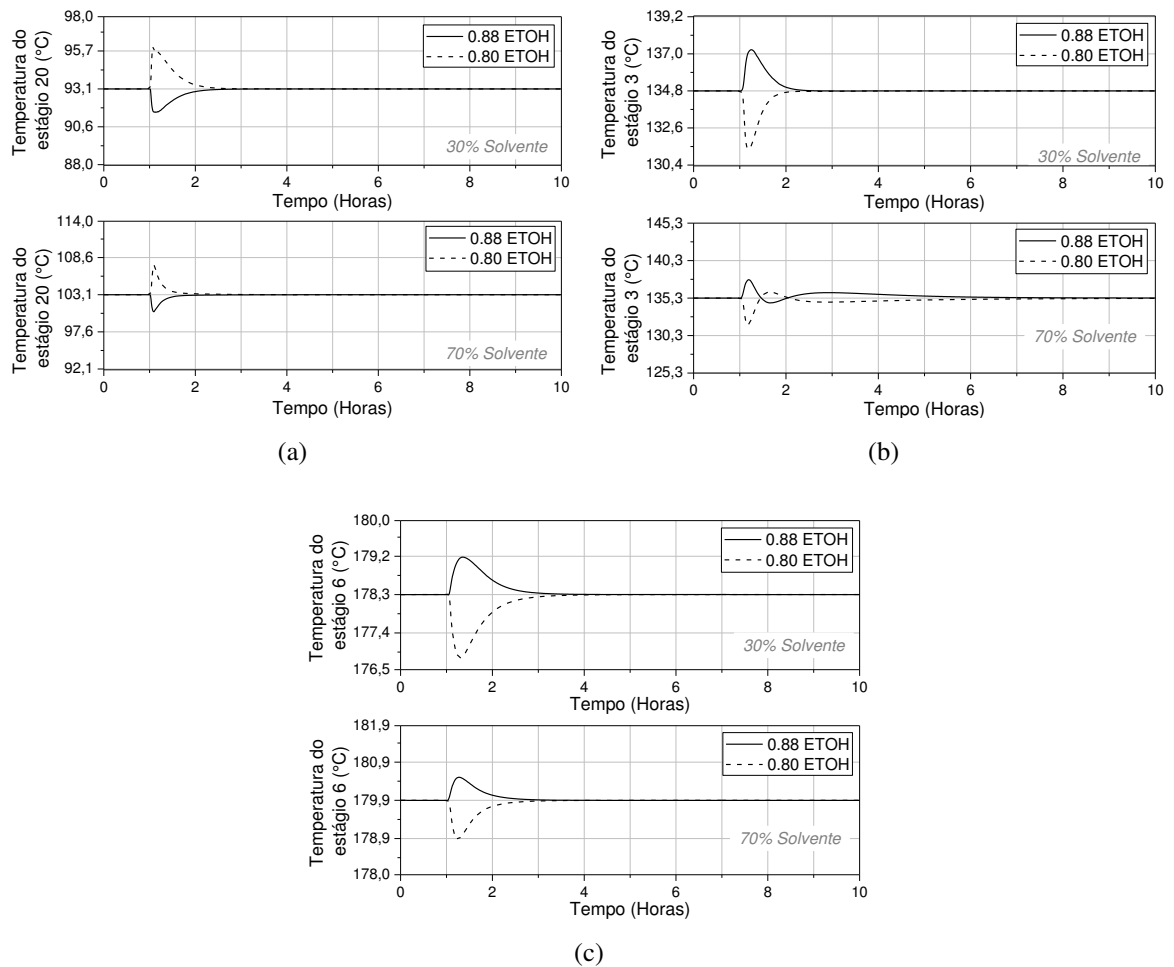 98,0
95,7
93,1
90,6
88,0
Temperatura do
estágio 20 (°C)
0.88 ETOH
0.80 ETOH
30% Solvente
0 2 4 6 8 10
Tempo (Horas)
114,0
108,6
103,1
97,6
92,1
Temperatura do
estágio 20 (°C)
0.88 ETOH
0.80 ETOH
70% Solvente
0 2 4 6 8 10
Tempo (Horas)
(a)
139,2
137,0
134,8
132,6
130,4
Temperatura do
estágio 3 (°C)
0.88 ETOH
0.80 ETOH
30% Solvente
0 2 4 6 8 10
Tempo (Horas)
145,3
140,3
135,3
130,3
125,3
Temperatura do
estágio 3 (°C)
0.88 ETOH
0.80 ETOH
70% Solvente
0 2 4 6 8 10
Tempo (Horas)
(b)
180,0
179,2
178,3
177,4
176,5
Temperatura do
estágio 6 (°C)
0.88 ETOH
0.80 ETOH
30% Solvente
0 2 4 6 8 10
Tempo (Horas)
181,9
180,9
179,9
178,9
178,0
Temperatura do
estágio 6 (°C)
0.88 ETOH
0.80 ETOH
70% Solvente
0 2 4 6 8 10
Tempo (Horas)
(c)